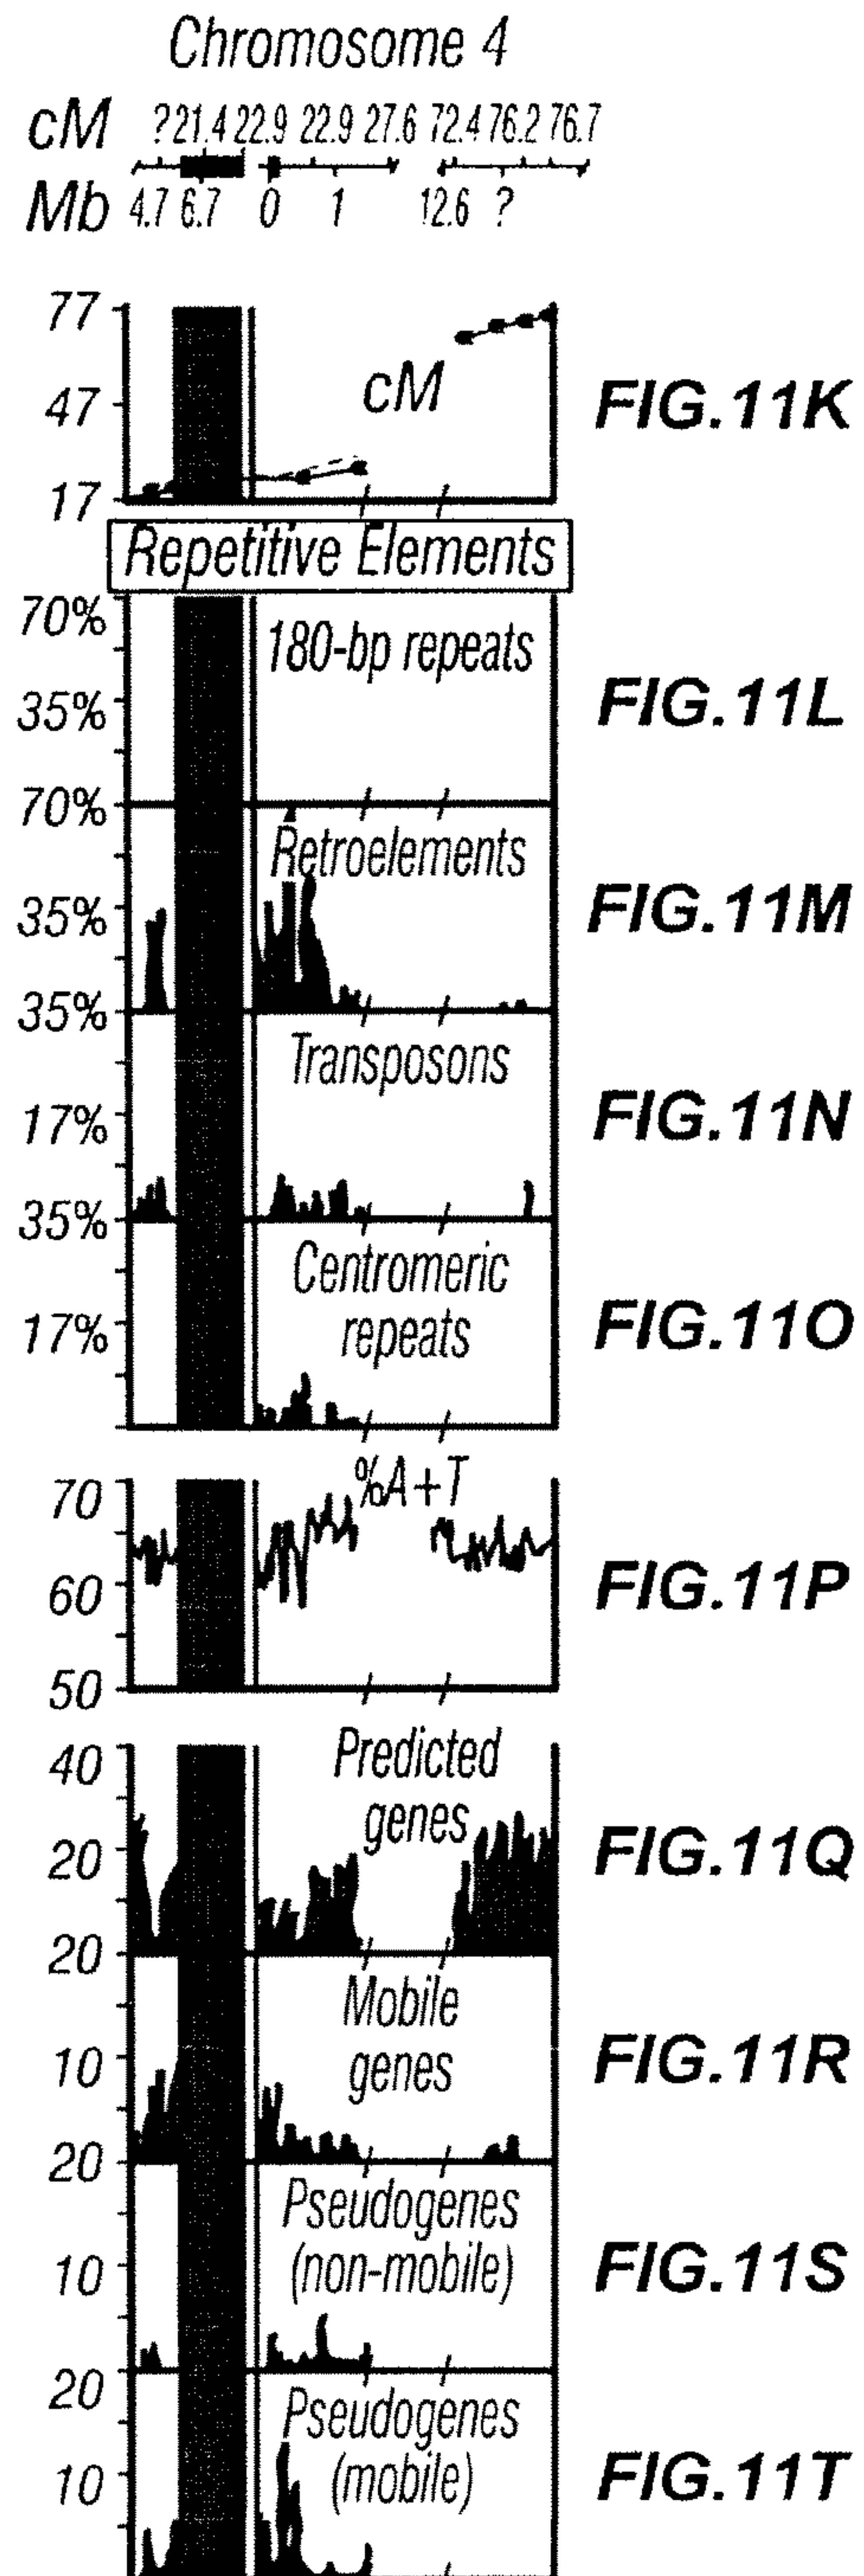 Chromosome 4
cM ?21.4 22.9 22.9 27.6 72.4 76.2 76.7
Mb 4.7 6.7 0 1 12.6 ?
77
47
17
cM
FIG.11K
Repetitive Elements
70%
35%
180-bp repeats
FIG.11L
70%
35%
Retroelements
FIG.11M
35%
17%
Transposons
FIG.11N
35%
17%
Centromeric
repeats
FIG.11O
%A+T
70
60
50
FIG.11P
40
20
Predicted
genes
FIG.11Q
20
10
Mobile
genes
FIG.11R
20
10
Pseudogenes
(non-mobile)
FIG.11S
20
10
Pseudogenes
(mobile)
FIG.11T